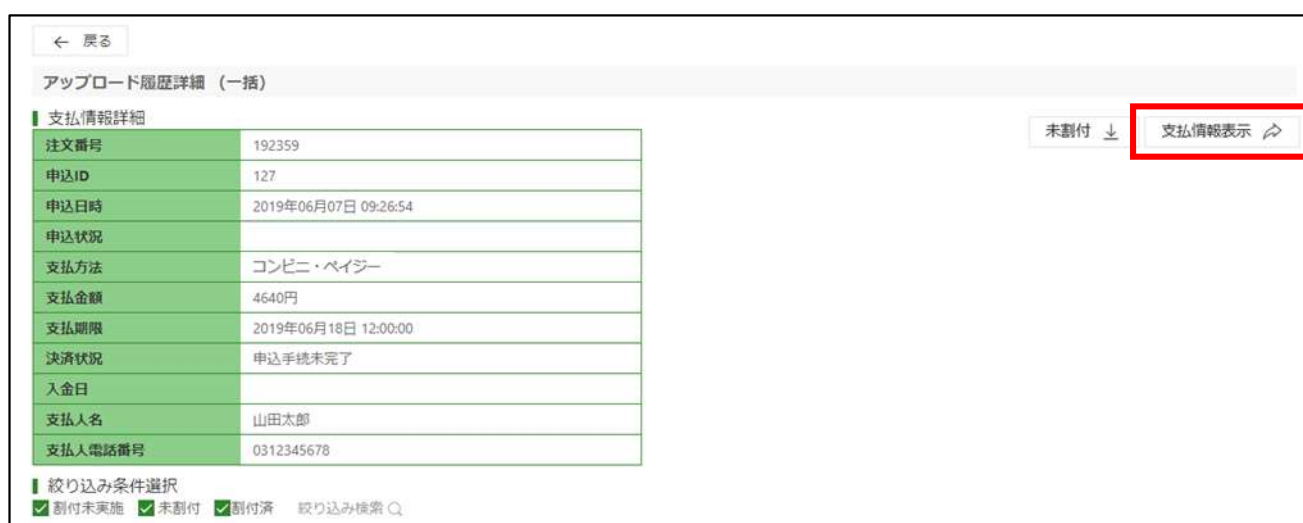 ← 戻る
アップロード履歴詳細 （一括）
支払情報詳細
未割付 支払情報表示
注文番号 192359
申込ID 127
申込日時 2019年06月07日 09:26:54
申込状況
支払方法 コンビニ・ペイジー
支払金額 4640円
支払期限 2019年06月18日 12:00:00
決済状況 申込手続未完了
入金日
支払人名 山田太郎
支払人電話番号 0312345678
絞り込み条件選択
割付未実施 未割付 割付済 絞り込み検索